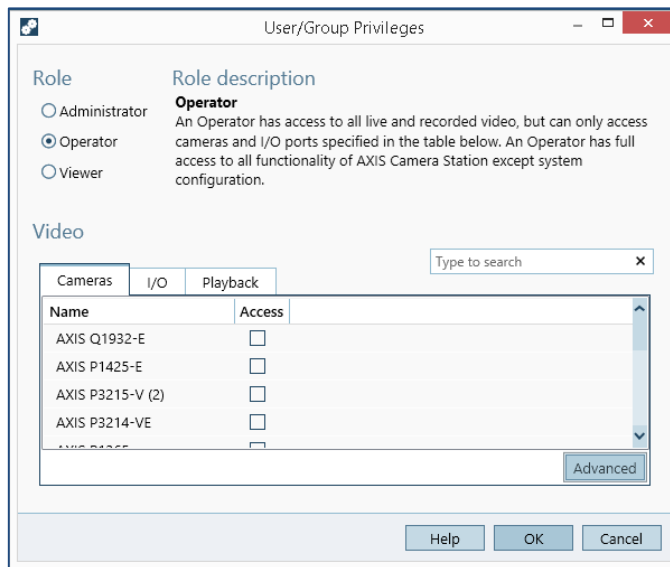 User/Group Privileges
Role
Administrator
Operator
Viewer
Role description
Operator
An Operator has access to all live and recorded video, but can only access
cameras and I/O ports specified in the table below. An Operator has full
access to all functionality of AXIS Camera Station except system
configuration.
Video
Type to search
Cameras I/O Playback
Name Access
AXIS Q1932-E
AXIS P1425-E
AXIS P3215-V (2)
AXIS P3214-VE
Advanced
Help OK Cancel